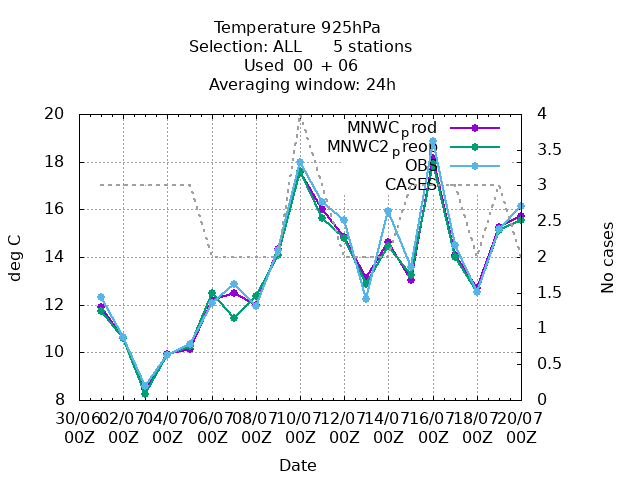 Temperature 925hPa
Selection: ALL 5 stations
Used 00 + 06
Averaging window: 24h
20 4
MNWC_prod
MNWC2_preop
18 3.5
OBS
CASES
16 3
2.5
14 2
12 1.5
1
10 0.5
8 0
deg C
No cases
30/06 02/07 04/07 06/07 08/07 10/07 12/07 14/07 16/07 18/07 20/07
00Z 00Z 00Z 00Z 00Z 00Z 00Z 00Z 00Z 00Z 00Z
Date